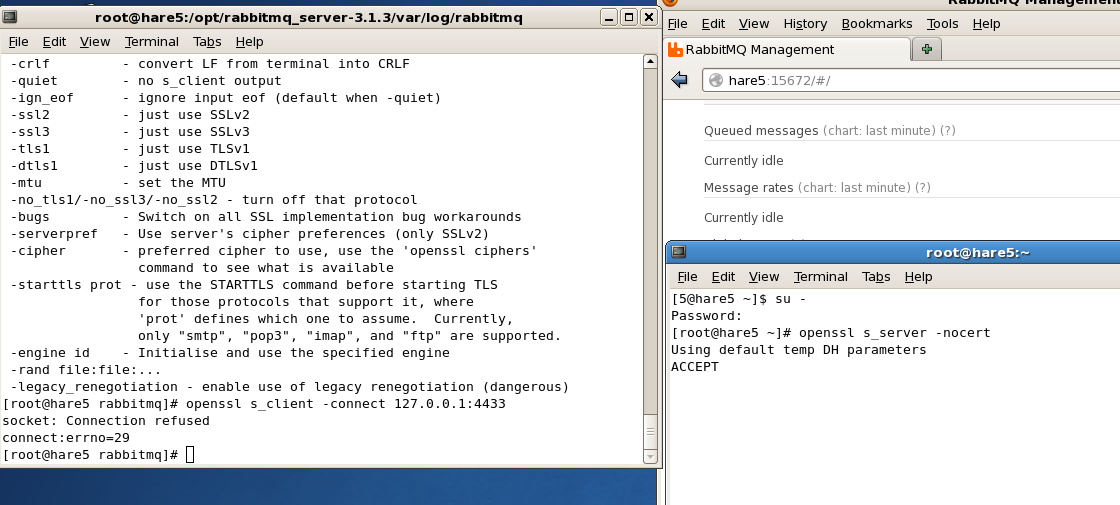 root@hare5:/opt/rabbitmq_server-3.1.3/var/log/rabbitmq
File Edit View Terminal Tabs Help
-crlf - convert LF from terminal into CRLF
-quiet - no s_client output
-ign_eof - ignore input eof (default when -quiet)
-ssl2 - just use SSLv2
-ssl3 - just use SSLv3
-tls1 - just use TLSv1
-dtls1 - just use DTLSv1
-mtu - set the MTU
-no_tls1/-no_ssl3/-no_ssl2 - turn off that protocol
-bugs - Switch on all SSL implementation bug workarounds
-serverpref - Use server's cipher preferences (only SSLv2)
-cipher - preferred cipher to use, use the 'openssl ciphers'
command to see what is available
-starttls prot - use the STARTTLS command before starting TLS
for those protocols that support it, where
'prot' defines which one to assume. Currently,
only "smtp", "pop3", "imap", and "ftp" are supported.
-engine id - Initialise and use the specified engine
-rand file:file:...
-legacy_renegotiation - enable use of legacy renegotiation (dangerous)
[root@hare5 rabbitmq]# openssl s_client -connect 127.0.0.1:4433
socket: Connection refused
connect:errno=29
[root@hare5 rabbitmq]#
RabbitMQ Management
File Edit View History Bookmarks Tools Help
RabbitMQ Management
hare5:15672/#/
Queued messages (chart: last minute) (?)
Currently idle
Message rates (chart: last minute) (?)
Currently idle
root@hare5:~
File Edit View Terminal Tabs Help
[5@hare5 ~]$ su -
Password:
[root@hare5 ~]# openssl s_server -nocert
Using default temp DH parameters
ACCEPT